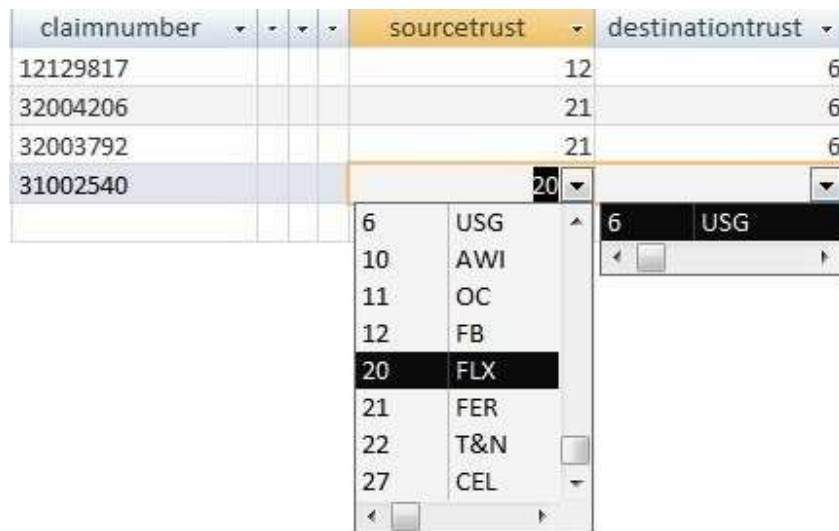 claimnumber sourcetrust destinationtrust
12129817 12 6
32004206 21 6
32003792 21 6
31002540 20
6 USG 6 USG
10 AWI
11 OC
12 FB
20 FLX
21 FER
22 T&N
27 CEL